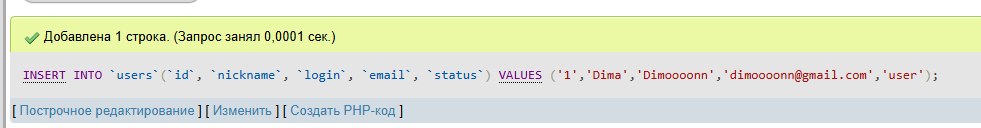 Добавлена 1 строка. (Запрос занял 0,0001 сек.)
INSERT INTO `users`(`id`, `nickname`, `login`, `email`, `status`) VALUES ('1','Dima','Dimoooonn','dimoooonn@gmail.com','user');
[ Построчное редактирование ] [ Изменить ] [ Создать PHP-код ]